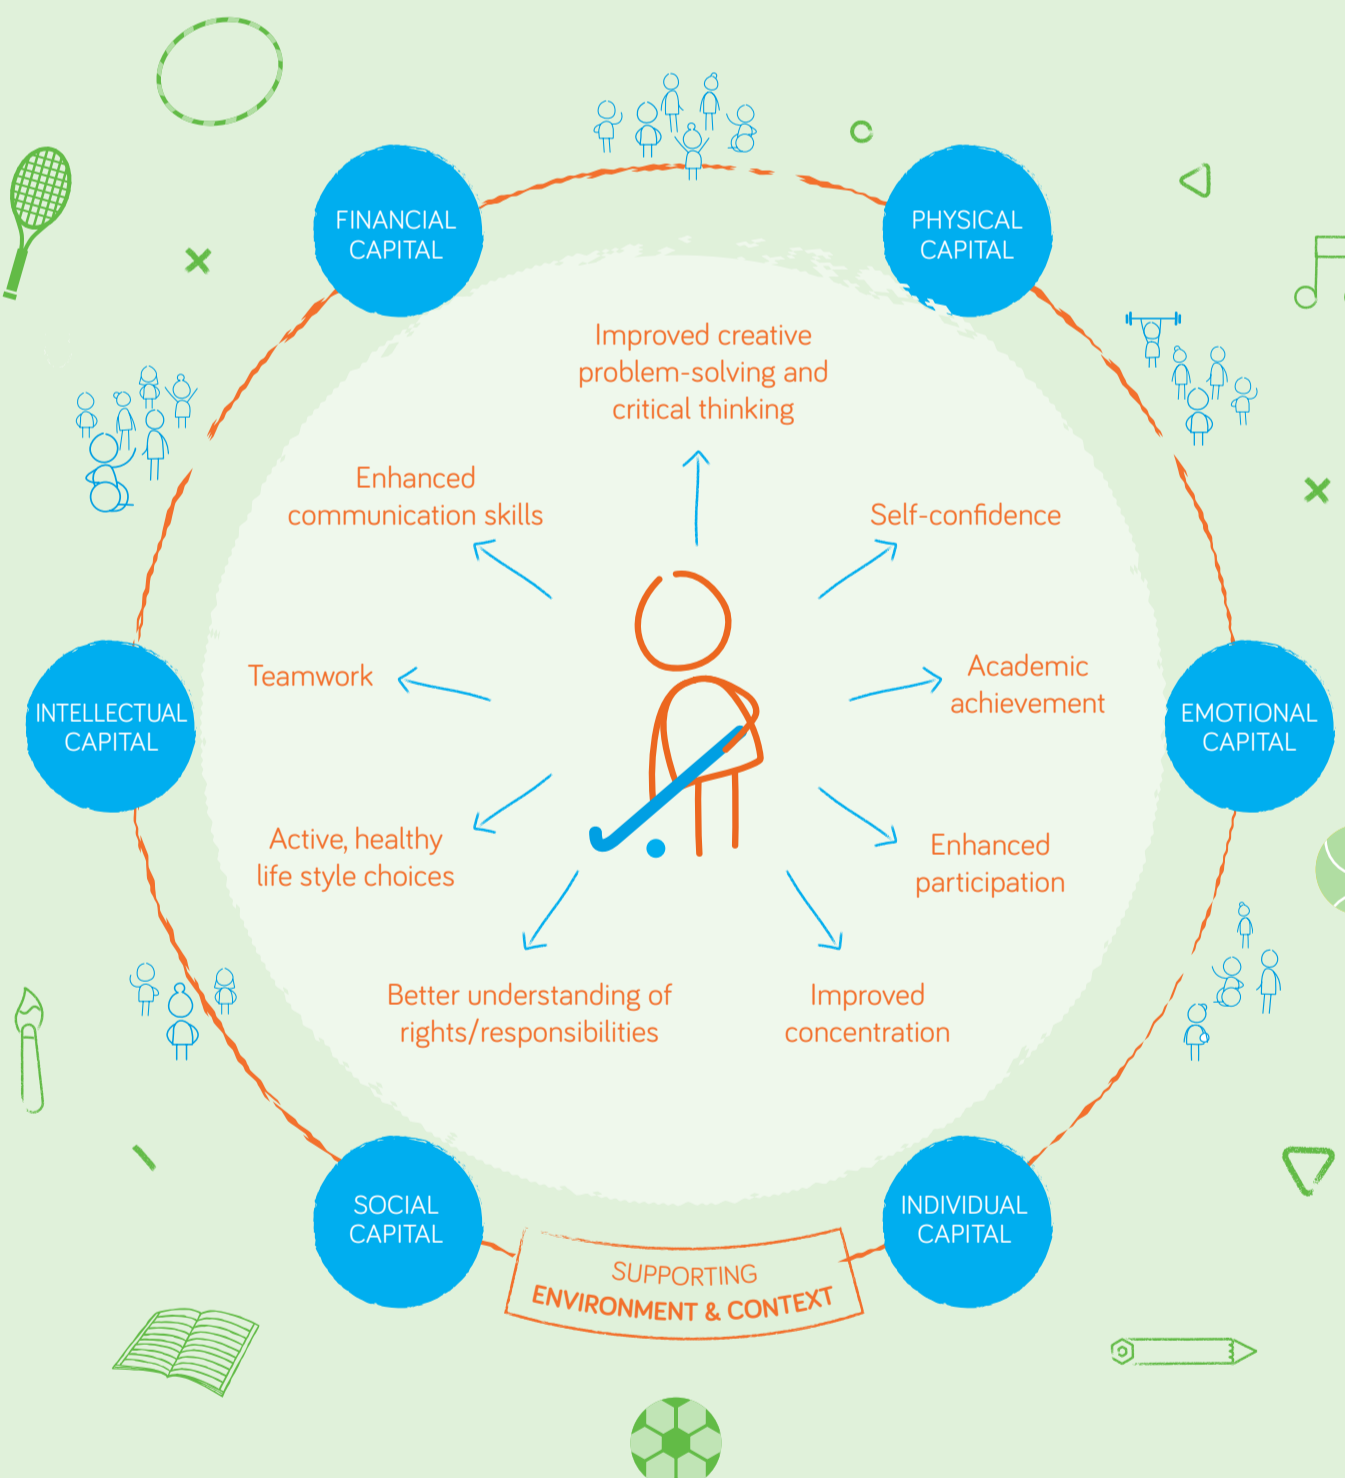 FINANCIAL
CAPITAL
PHYSICAL
CAPITAL
Improved creative
problem-solving and
critical thinking
Enhanced
communication skills
Self-confidence
Teamwork
Academic
achievement
INTELLECTUAL
CAPITAL
EMOTIONAL
CAPITAL
Active, healthy
life style choices
Enhanced
participation
Better understanding of
rights/responsibilities
Improved
concentration
SOCIAL
CAPITAL
INDIVIDUAL
CAPITAL
SUPPORTING
ENVIRONMENT & CONTEXT